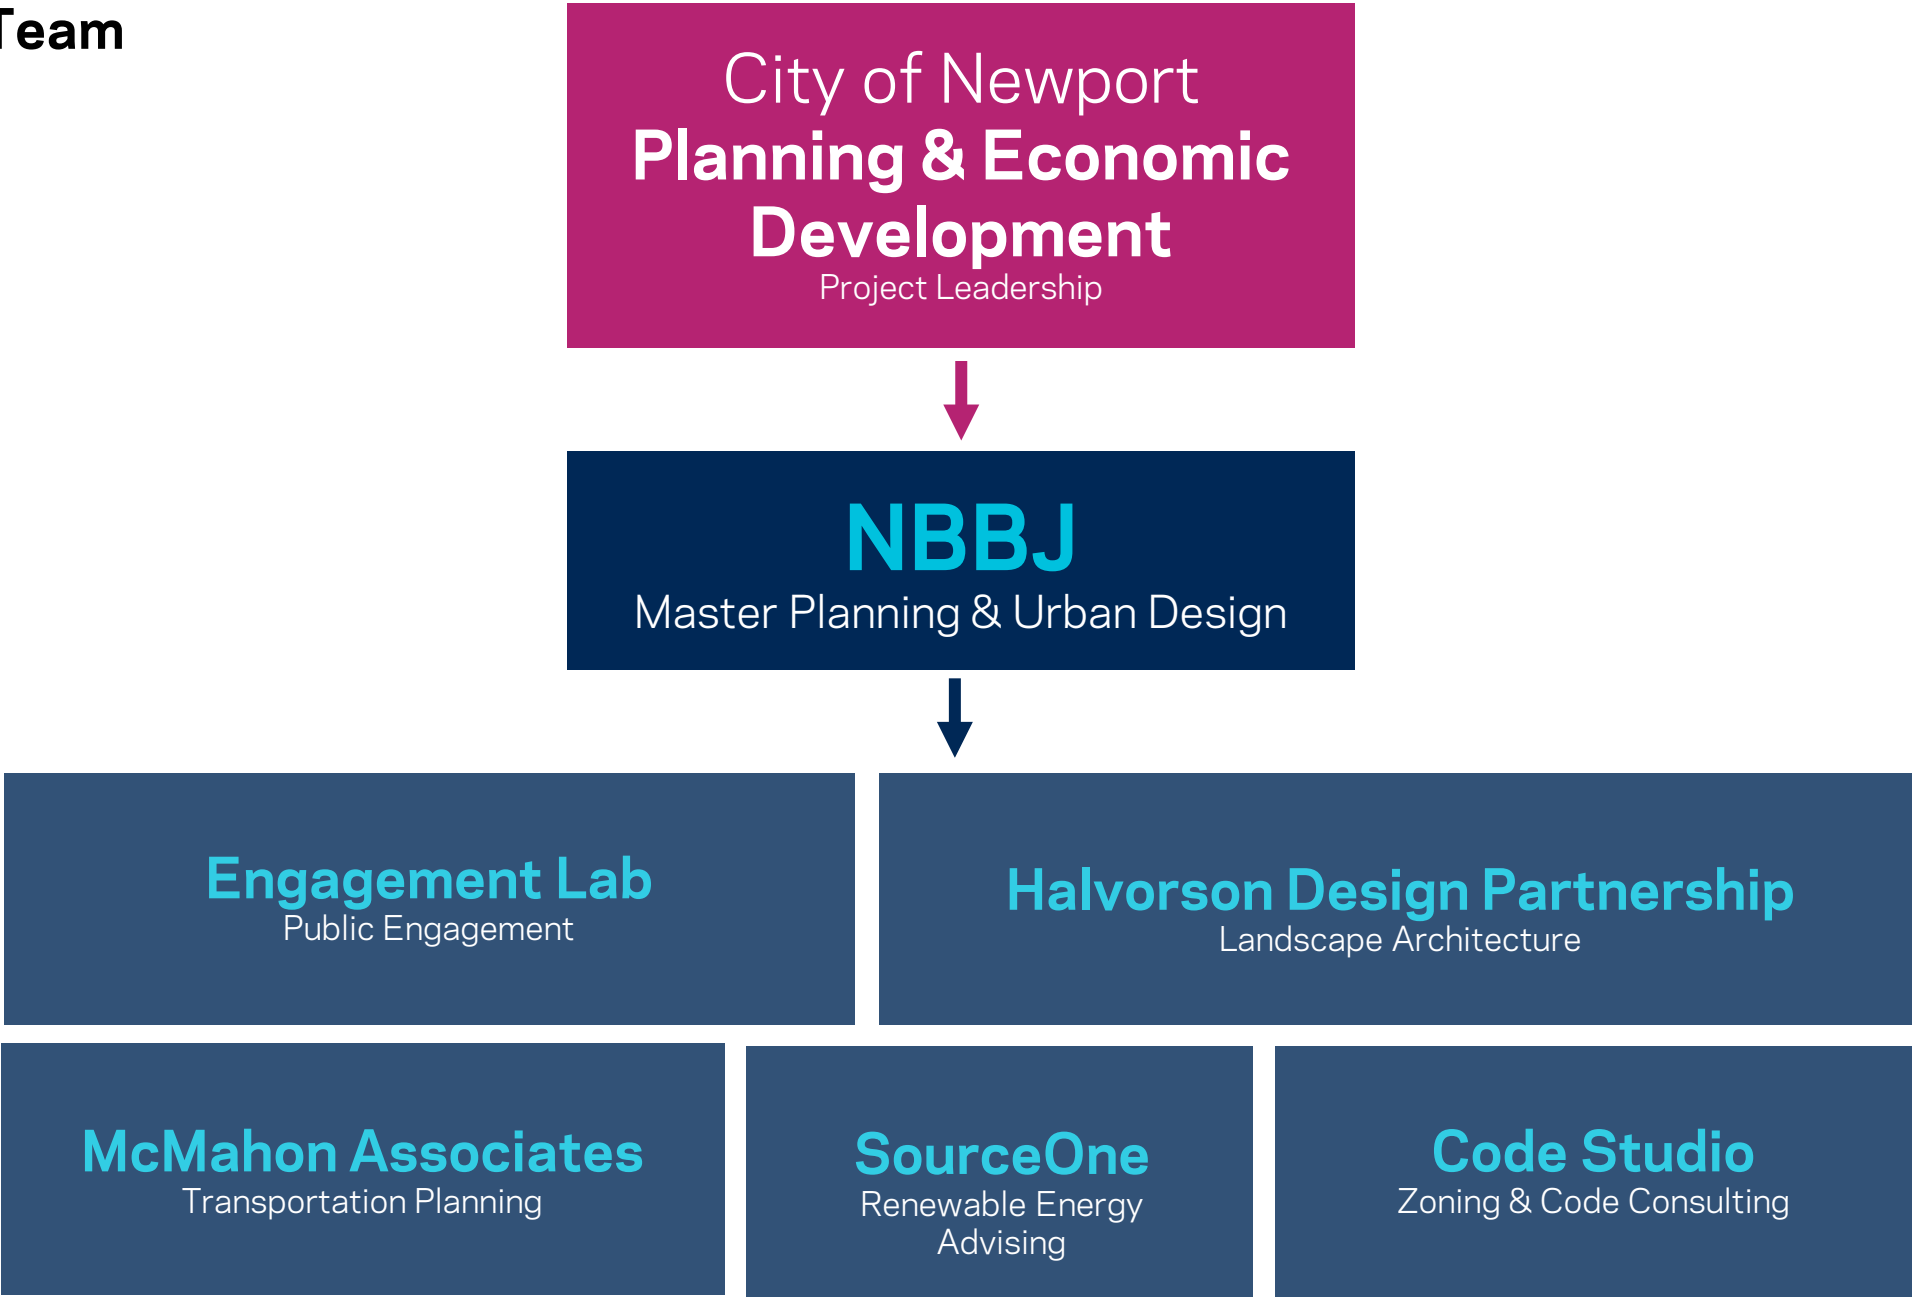 Team
City of Newport
Planning & Economic
Development
Project Leadership
NBBJ
Master Planning & Urban Design
Engagement Lab
Public Engagement
Halvorson Design Partnership
Landscape Architecture
McMahon Associates
Transportation Planning
SourceOne
Renewable Energy
Advising
Code Studio
Zoning & Code Consulting